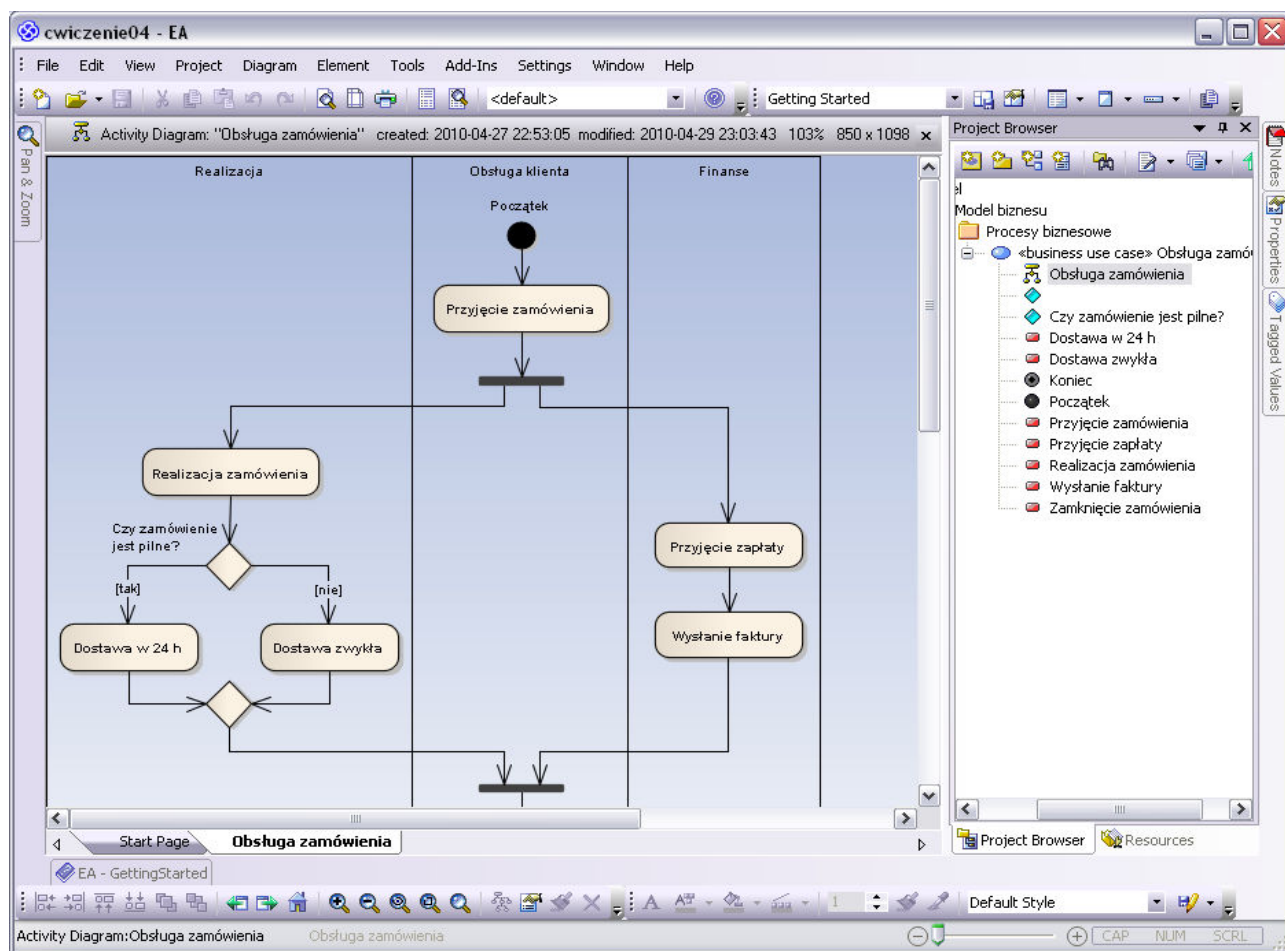 cwiczenie04 - EA
File Edit View Project Diagram Element Tools Add-Ins Settings Window Help
<default>
Getting Started
Activity Diagram: "Obsługa zamówienia" created: 2010-04-27 22:53:05 modified: 2010-04-29 23:03:43 103% 850 x 1098
Pan & Zoom
Realizacja
Obsługa klienta
Finanse
Początek
Przyjęcie zamówienia
Realizacja zamówienia
Czy zamówienie
jest pilne?
[tak]
[nie]
Dostawa w 24 h
Dostawa zwykła
Przyjęcie zapłaty
Wysłanie faktury
Project Browser
el
Model biznesu
Procesy biznesowe
«business use case» Obsługa zamó
Obsługa zamówienia
Czy zamówienie jest pilne?
Dostawa w 24 h
Dostawa zwykła
Koniec
Początek
Przyjęcie zamówienia
Przyjęcie zapłaty
Realizacja zamówienia
Wysłanie faktury
Zamknięcie zamówienia
Project Browser
Resources
Notes
Properties
Tagged Values
Start Page
Obsługa zamówienia
EA - GettingStarted
A
1
Default Style
Activity Diagram:Obsługa zamówienia
Obsługa zamówienia
CAP NUM SCRL